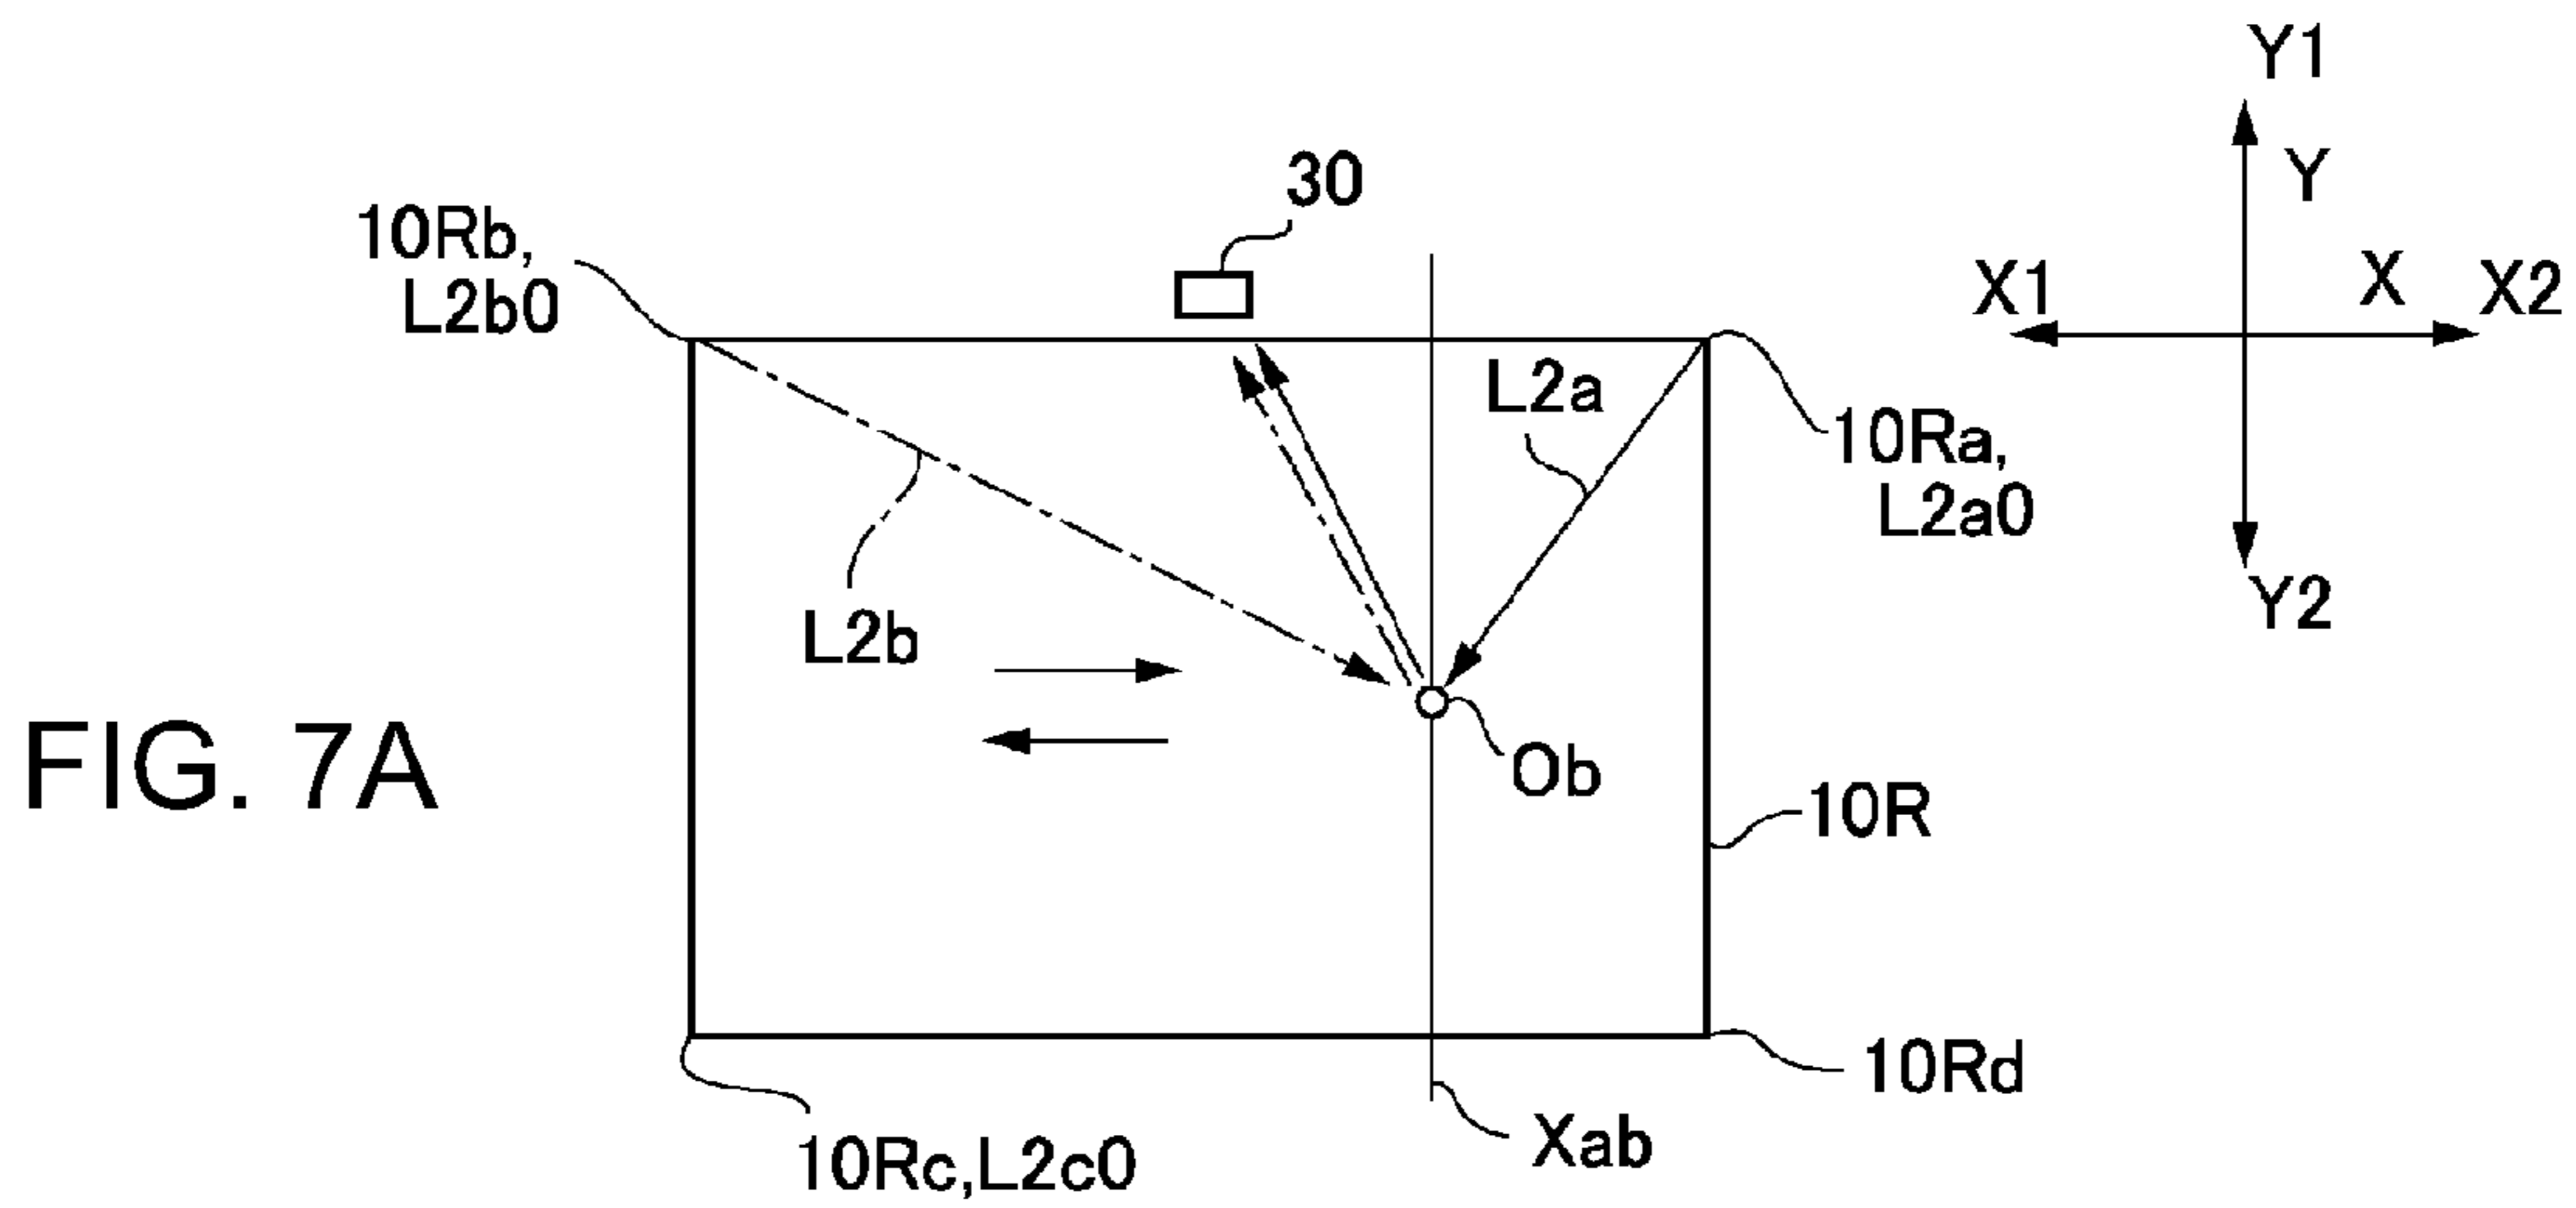 Y1
Y
X1
X
X2
Y2
30
10Rb,
L2b0
L2a
10Ra,
L2a0
L2b
Ob
10R
FIG. 7A
10Rd
Xab
10Rc,L2c0